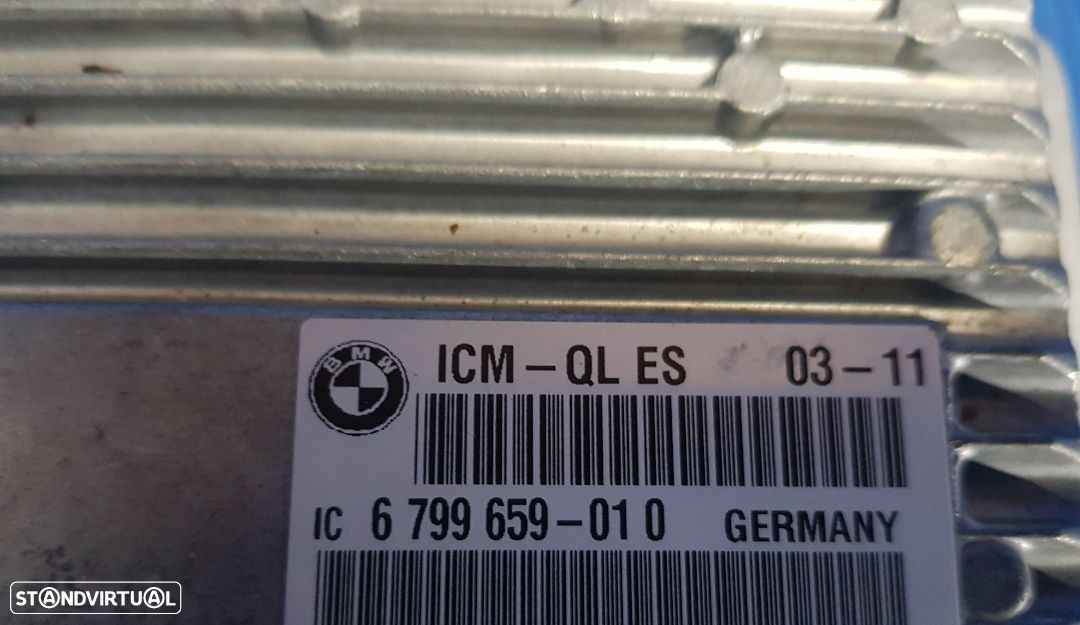 BMW
ICM – QL ES 03 – 11
IC 6 799 659 – 01 0 GERMANY
STANDVIRTUAL